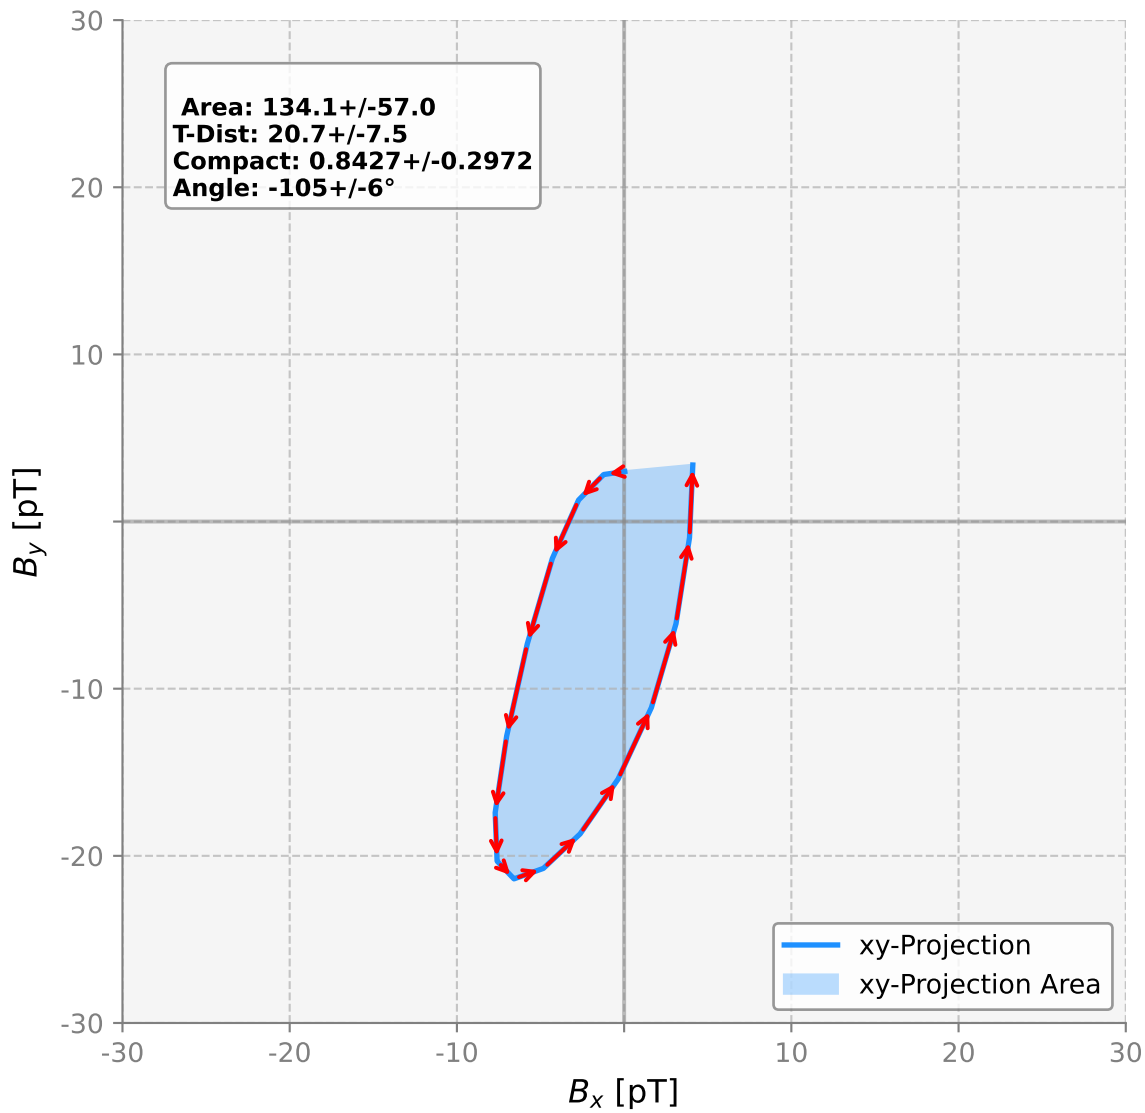 30
20
10
-10
-20
-30
-30
-20
-10
10
20
30
B_y [pT]
B_x [pT]
Area: 134.1+/-57.0
T-Dist: 20.7+/-7.5
Compact: 0.8427+/-0.2972
Angle: -105+/-6°
xy-Projection
xy-Projection Area